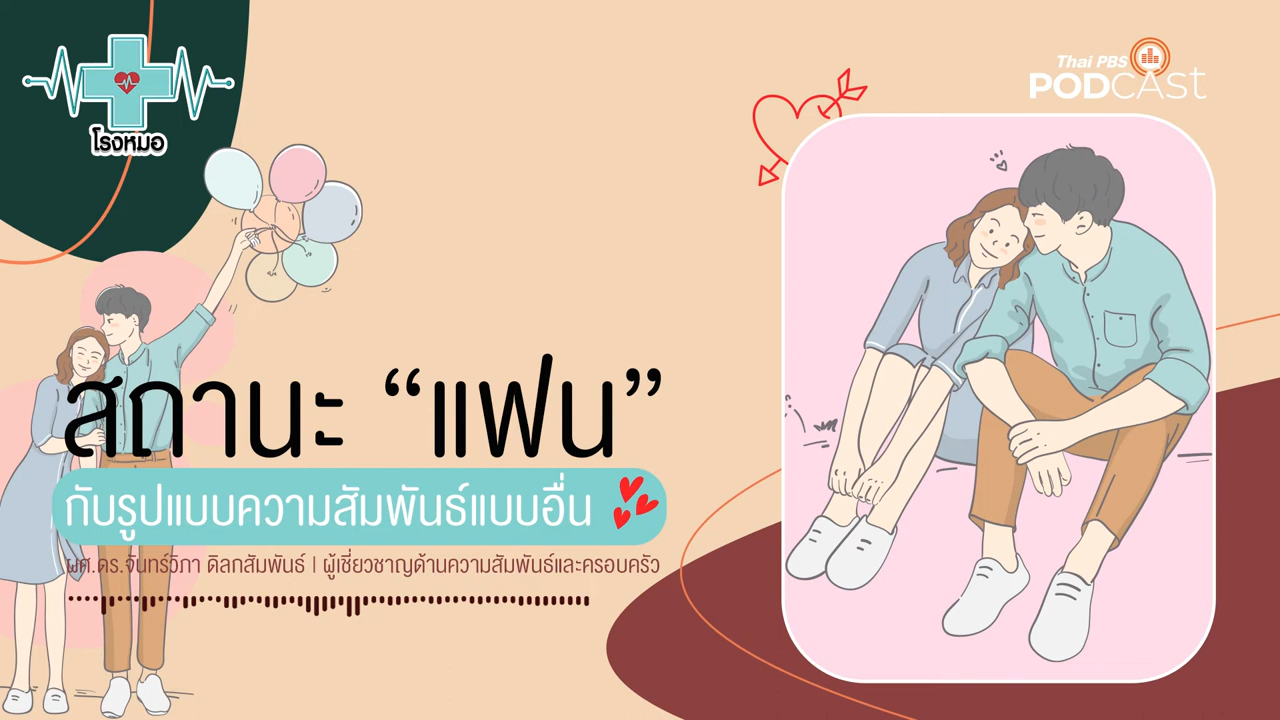 โรงหมอ
Thai PBS
PODCAST
สถานะ “แฟน”
กับรูปแบบความสัมพันธ์แบบอื่น
ผศ.ดร.จันทร์วิภา ดิลกสัมพันธ์ | ผู้เชี่ยวชาญด้านความสัมพันธ์และครอบครัว